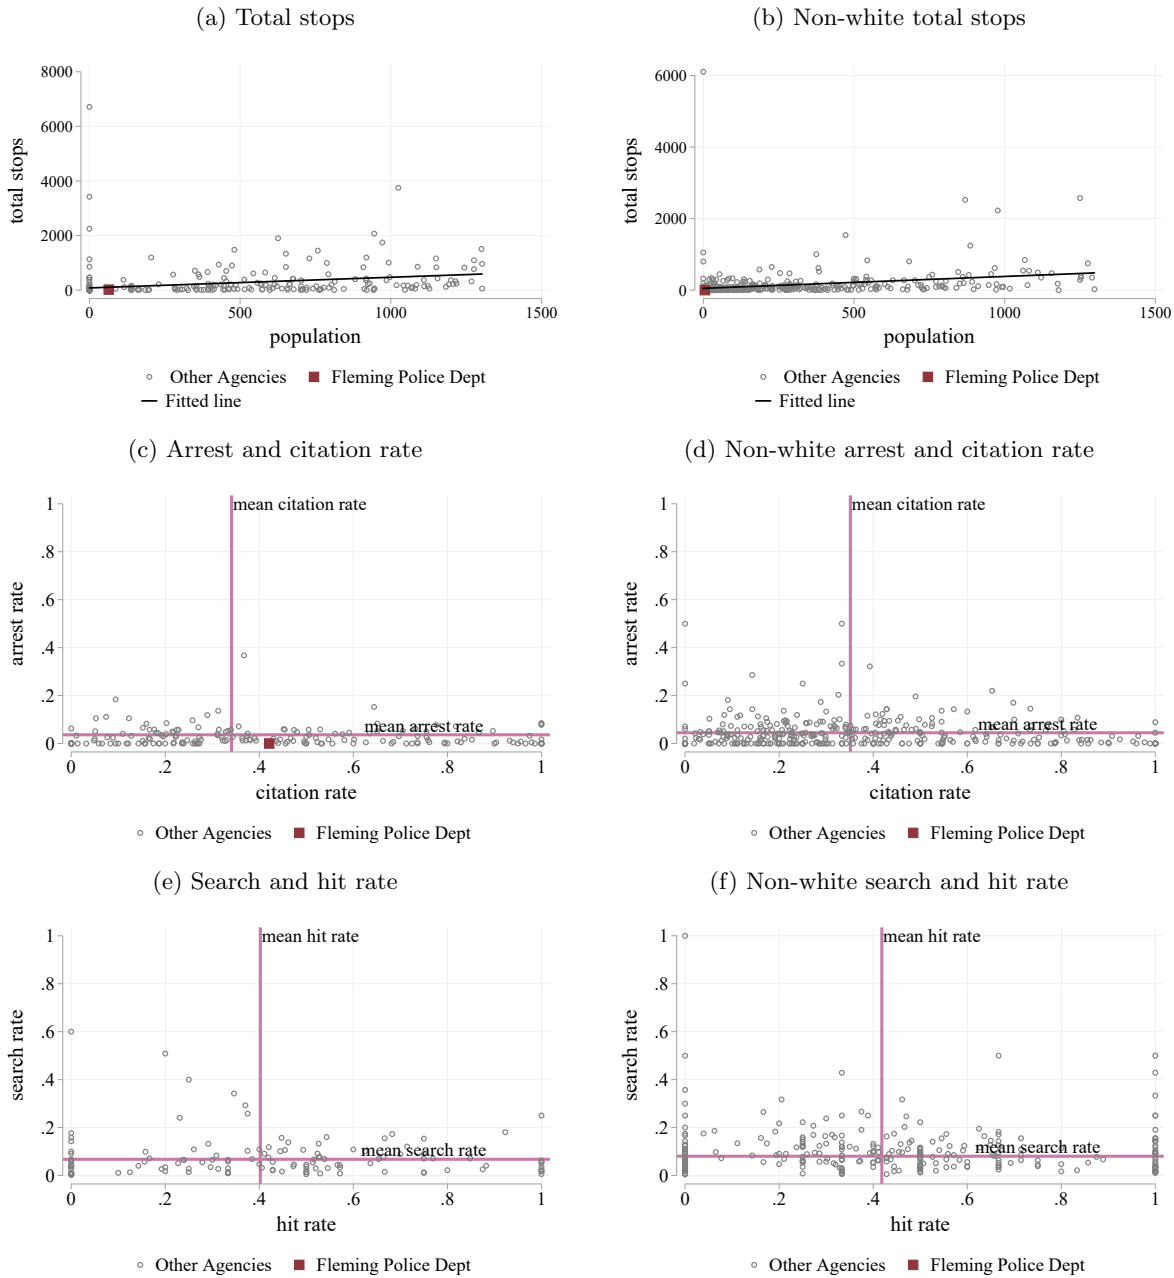 (a) Total stops
8000
6000
4000
2000
0
total stops
0 500 1000 1500
population
Other Agencies Fleming Police Dept
Fitted line
(b) Non-white total stops
6000
4000
2000
0
total stops
0 500 1000 1500
population
Other Agencies Fleming Police Dept
Fitted line
(c) Arrest and citation rate
1
.8
.6
.4
.2
0
arrest rate
mean citation rate
mean arrest rate
0 .2 .4 .6 .8 1
citation rate
Other Agencies Fleming Police Dept
(d) Non-white arrest and citation rate
1
.8
.6
.4
.2
0
arrest rate
mean citation rate
mean arrest rate
0 .2 .4 .6 .8 1
citation rate
Other Agencies Fleming Police Dept
(e) Search and hit rate
1
.8
.6
.4
.2
0
search rate
mean hit rate
mean search rate
0 .2 .4 .6 .8 1
hit rate
Other Agencies Fleming Police Dept
(f) Non-white search and hit rate
1
.8
.6
.4
.2
0
search rate
mean hit rate
mean search rate
0 .2 .4 .6 .8 1
hit rate
Other Agencies Fleming Police Dept